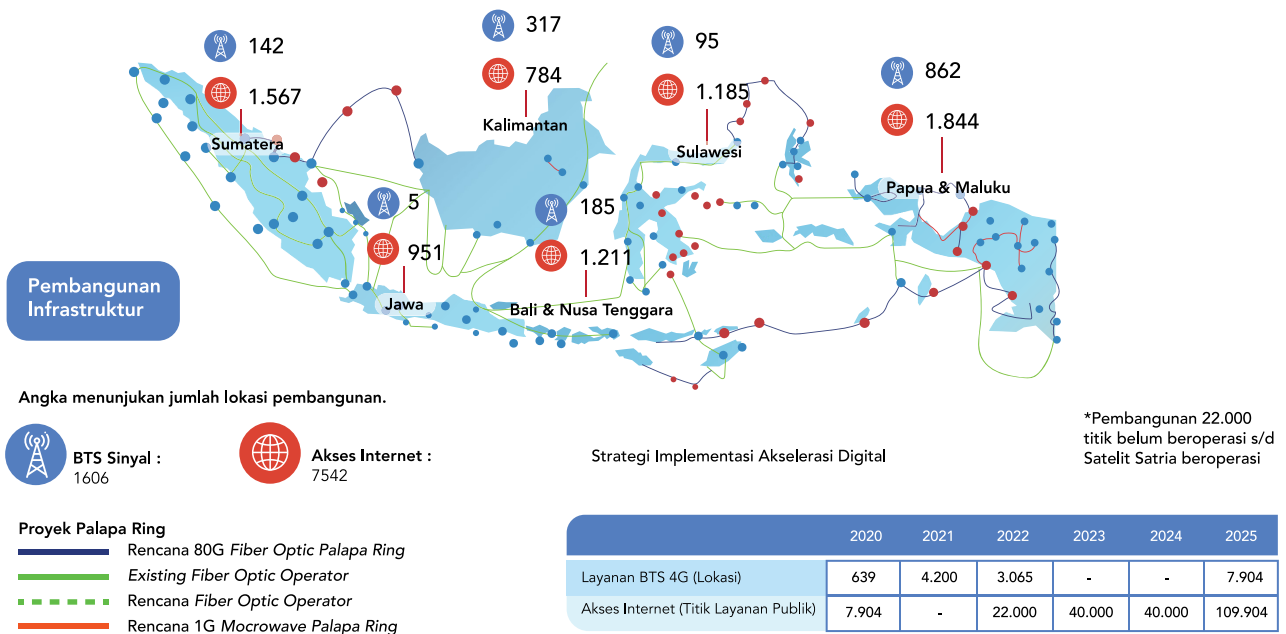 142
1.567
Sumatera
317
784
Kalimantan
95
1.185
Sulawesi
862
1.844
Papua & Maluku
5
951
Jawa
185
1.211
Bali & Nusa Tenggara
Pembangunan
Infrastruktur
Angka menunjukan jumlah lokasi pembangunan.
BTS Sinyal :
1606
Akses Internet :
7542
Strategi Implementasi Akselerasi Digital
*Pembangunan 22.000
titik belum beroperasi s/d
Satelit Satria beroperasi
Proyek Palapa Ring
Rencana 80G Fiber Optic Palapa Ring
Existing Fiber Optic Operator
Rencana Fiber Optic Operator
Rencana 1G Mocrowave Palapa Ring
2020 2021 2022 2023 2024 2025
Layanan BTS 4G (Lokasi) 639 4.200 3.065 - - 7.904
Akses Internet (Titik Layanan Publik) 7.904 - 22.000 40.000 40.000 109.904